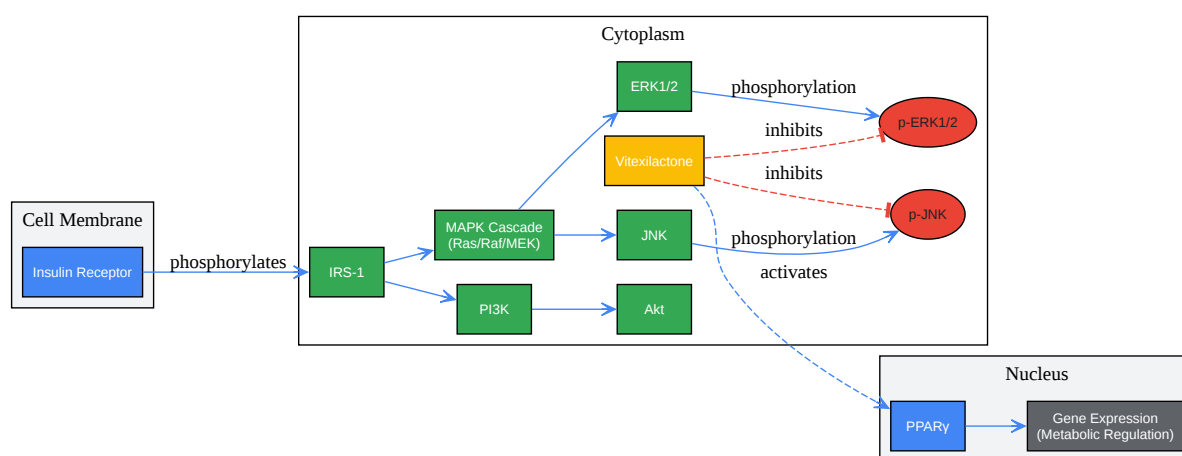 Cytoplasm
ERK1/2
phosphorylation
p-ERK1/2
inhibits
Vitexilactone
inhibits
Cell Membrane
Insulin Receptor
phosphorylates
IRS-1
MAPK Cascade
(Ras/Raf/MEK)
JNK
phosphorylation
p-JNK
activates
PI3K
Akt
Nucleus
PPARγ
Gene Expression
(Metabolic Regulation)